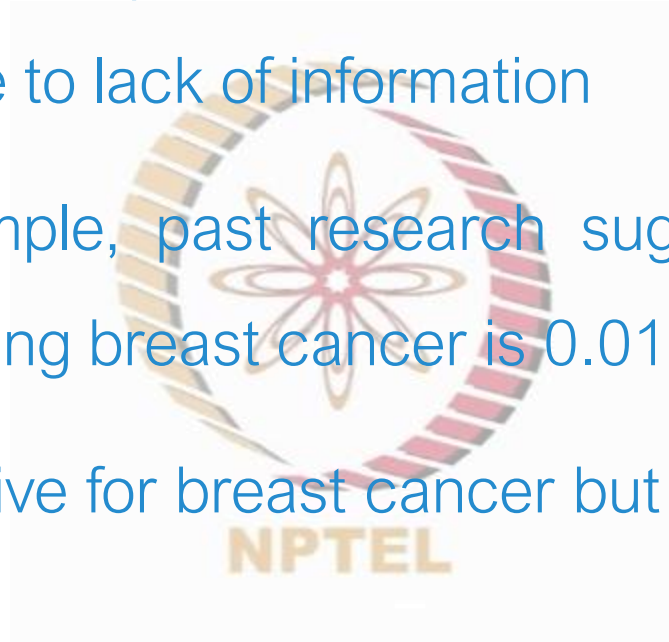 e to lack of information
mple, past research sug
ng breast cancer is 0.01
ive for breast cancer but
NPTEL